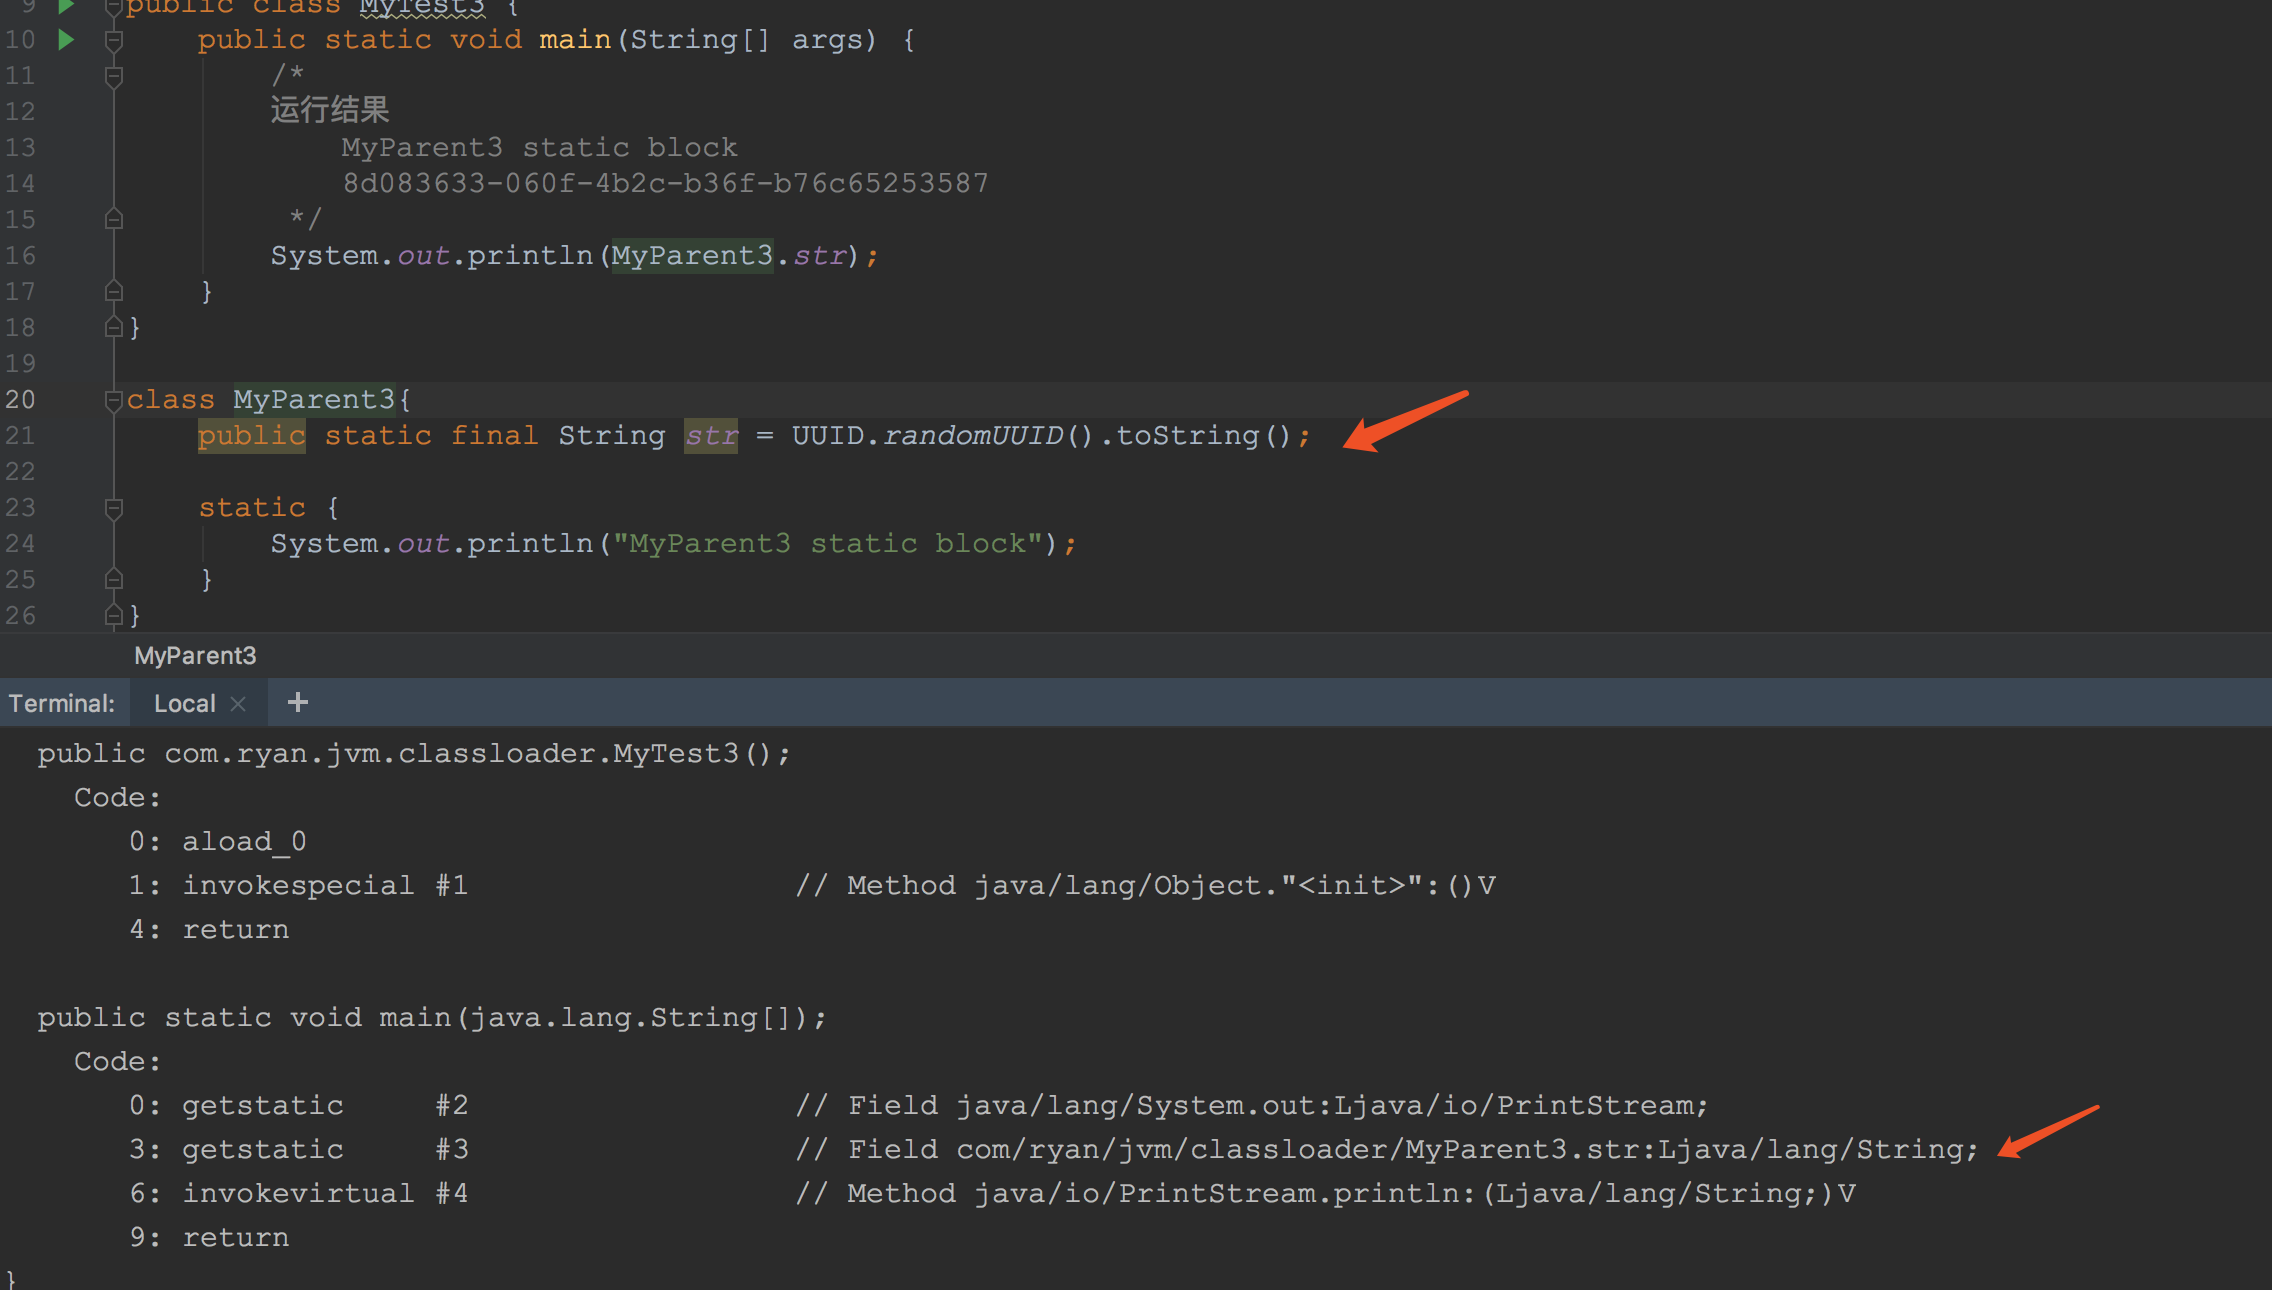 9 public class MyTest3 {
10 public static void main(String[] args) {
11 /*
12 运行结果
13 MyParent3 static block
14 8d083633-060f-4b2c-b36f-b76c65253587
15 */
16 System.out.println(MyParent3.str);
17 }
18 }
19
20 class MyParent3{
21 public static final String str = UUID.randomUUID().toString();
22
23 static {
24 System.out.println("MyParent3 static block");
25 }
26 }
MyParent3
Terminal: Local × +
public com.ryan.jvm.classloader.MyTest3();
Code:
0: aload_0
1: invokespecial #1 // Method java/lang/Object."<init>":()V
4: return
public static void main(java.lang.String[]);
Code:
0: getstatic #2 // Field java/lang/System.out:Ljava/io/PrintStream;
3: getstatic #3 // Field com/ryan/jvm/classloader/MyParent3.str:Ljava/lang/String;
6: invokevirtual #4 // Method java/io/PrintStream.println:(Ljava/lang/String;)V
9: return
}